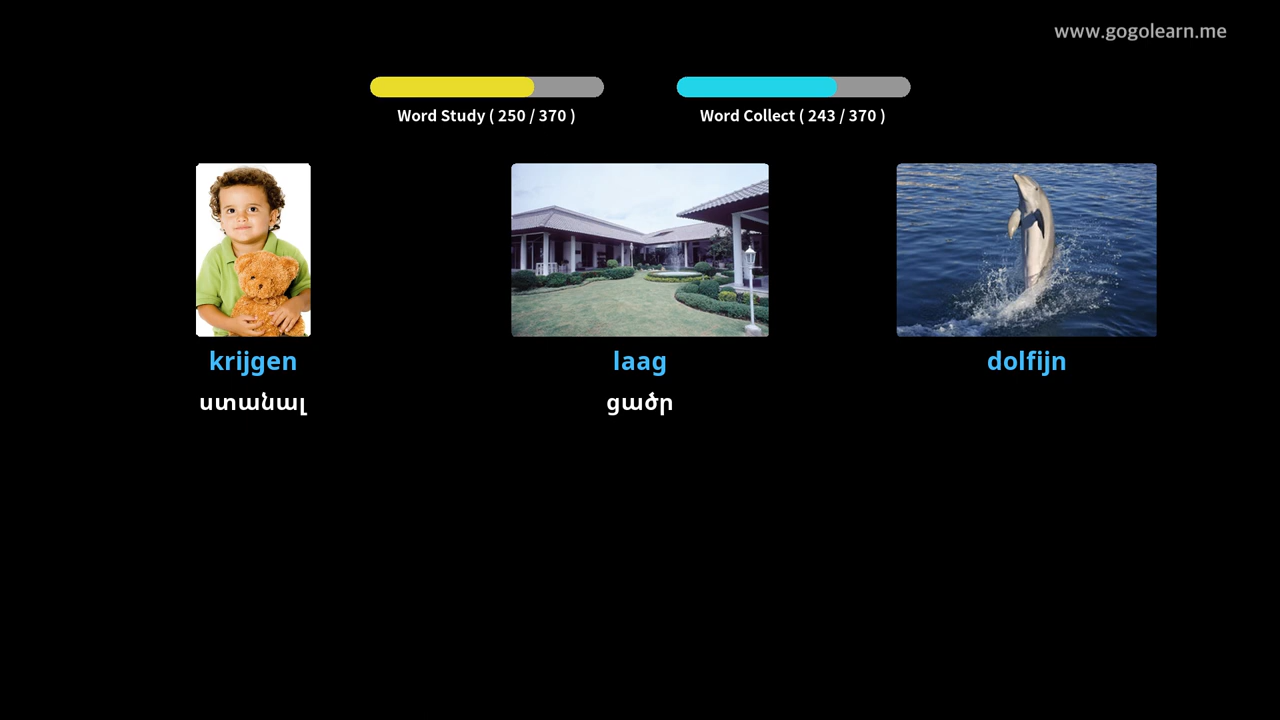 www.gogolearn.me
Word Study ( 250 / 370 )
Word Collect ( 243 / 370 )
krijgen
laag
dolfijn
ստանալ
ցածր